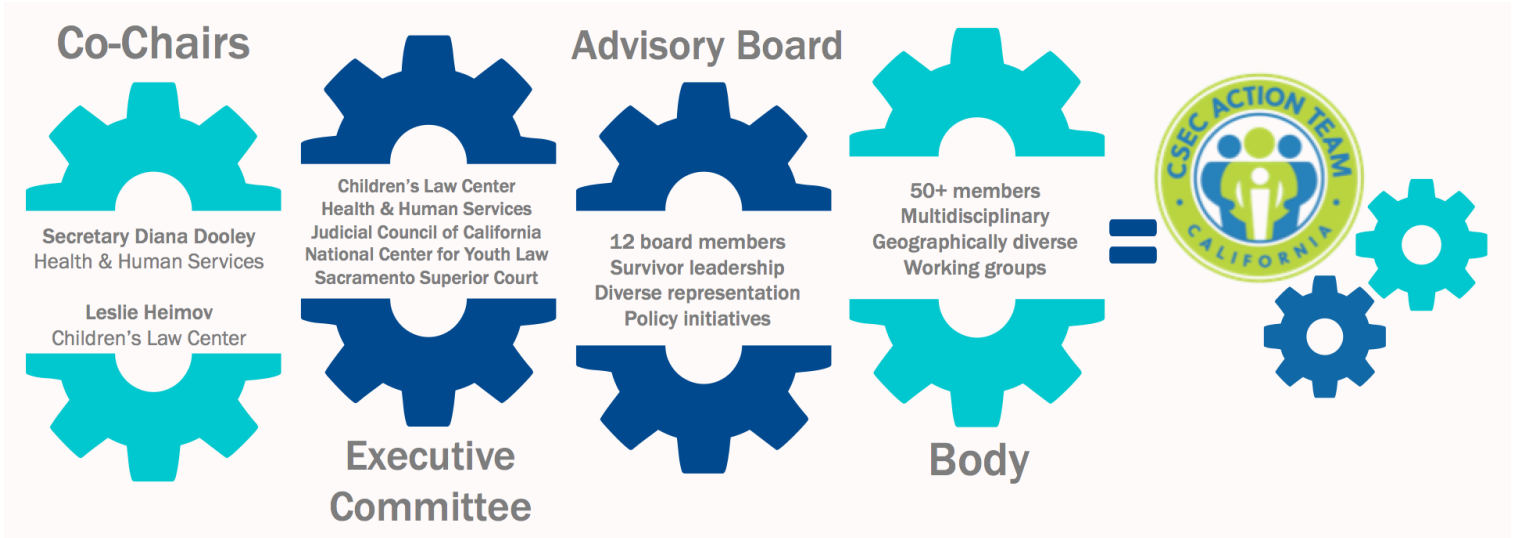 Co-Chairs
Secretary Diana Dooley
Health & Human Services
Leslie Heimov
Children’s Law Center
Children’s Law Center
Health & Human Services
Judicial Council of California
National Center for Youth Law
Sacramento Superior Court
Executive
Committee
Advisory Board
12 board members
Survivor leadership
Diverse representation
Policy initiatives
50+ members
Multidisciplinary
Geographically diverse
Working groups
Body
=
CSEC ACTION TEAM
• CALIFORNIA •